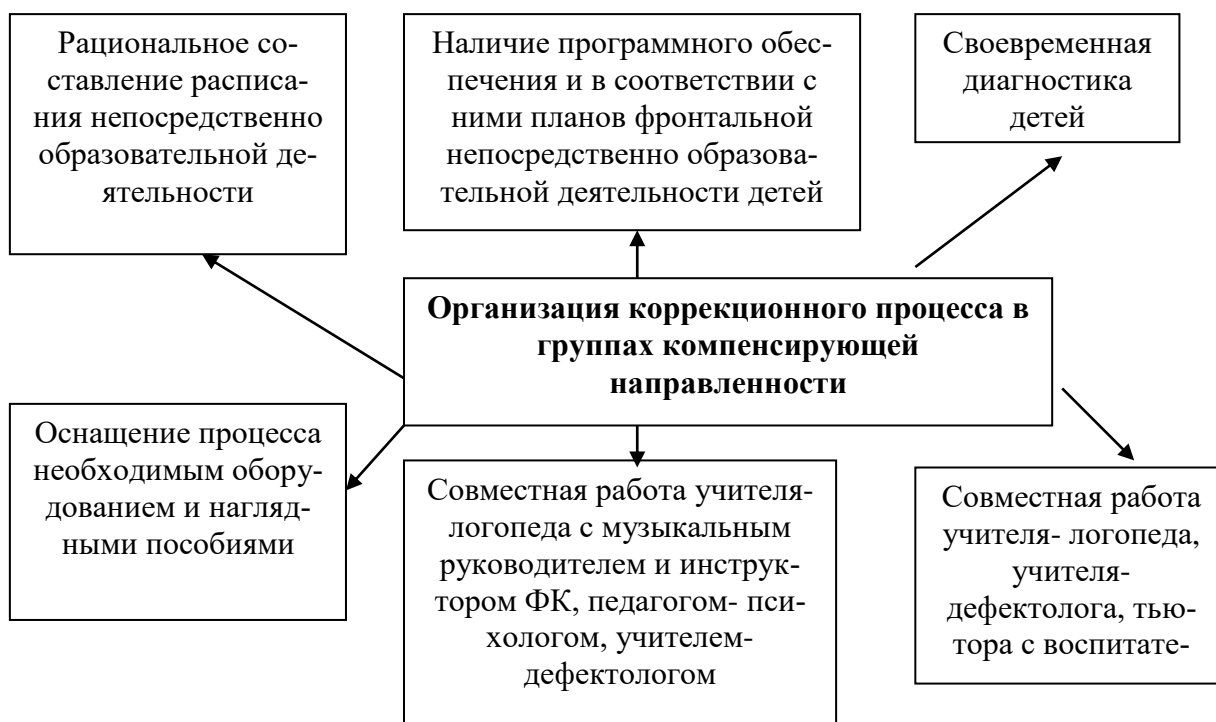 Рациональное со-
ставление расписа-
ния непосредственно
образовательной де-
ятельности
Наличие программного обес-
печения и в соответствии с
ними планов фронтальной
непосредственно образова-
тельной деятельности детей
Своевременная
диагностика
детей
Организация коррекционного процесса в
группах компенсирующей
направленности
Оснащение процесса
необходимым обору-
дованием и нагляд-
ными пособиями
Совместная работа учителя-
логопеда с музыкальным
руководителем и инструк-
тором ФК, педагогом- пси-
хологом, учителем-
дефектологом
Совместная работа
учителя- логопеда,
учителя-
дефектолога, тью-
тора с воспитате-